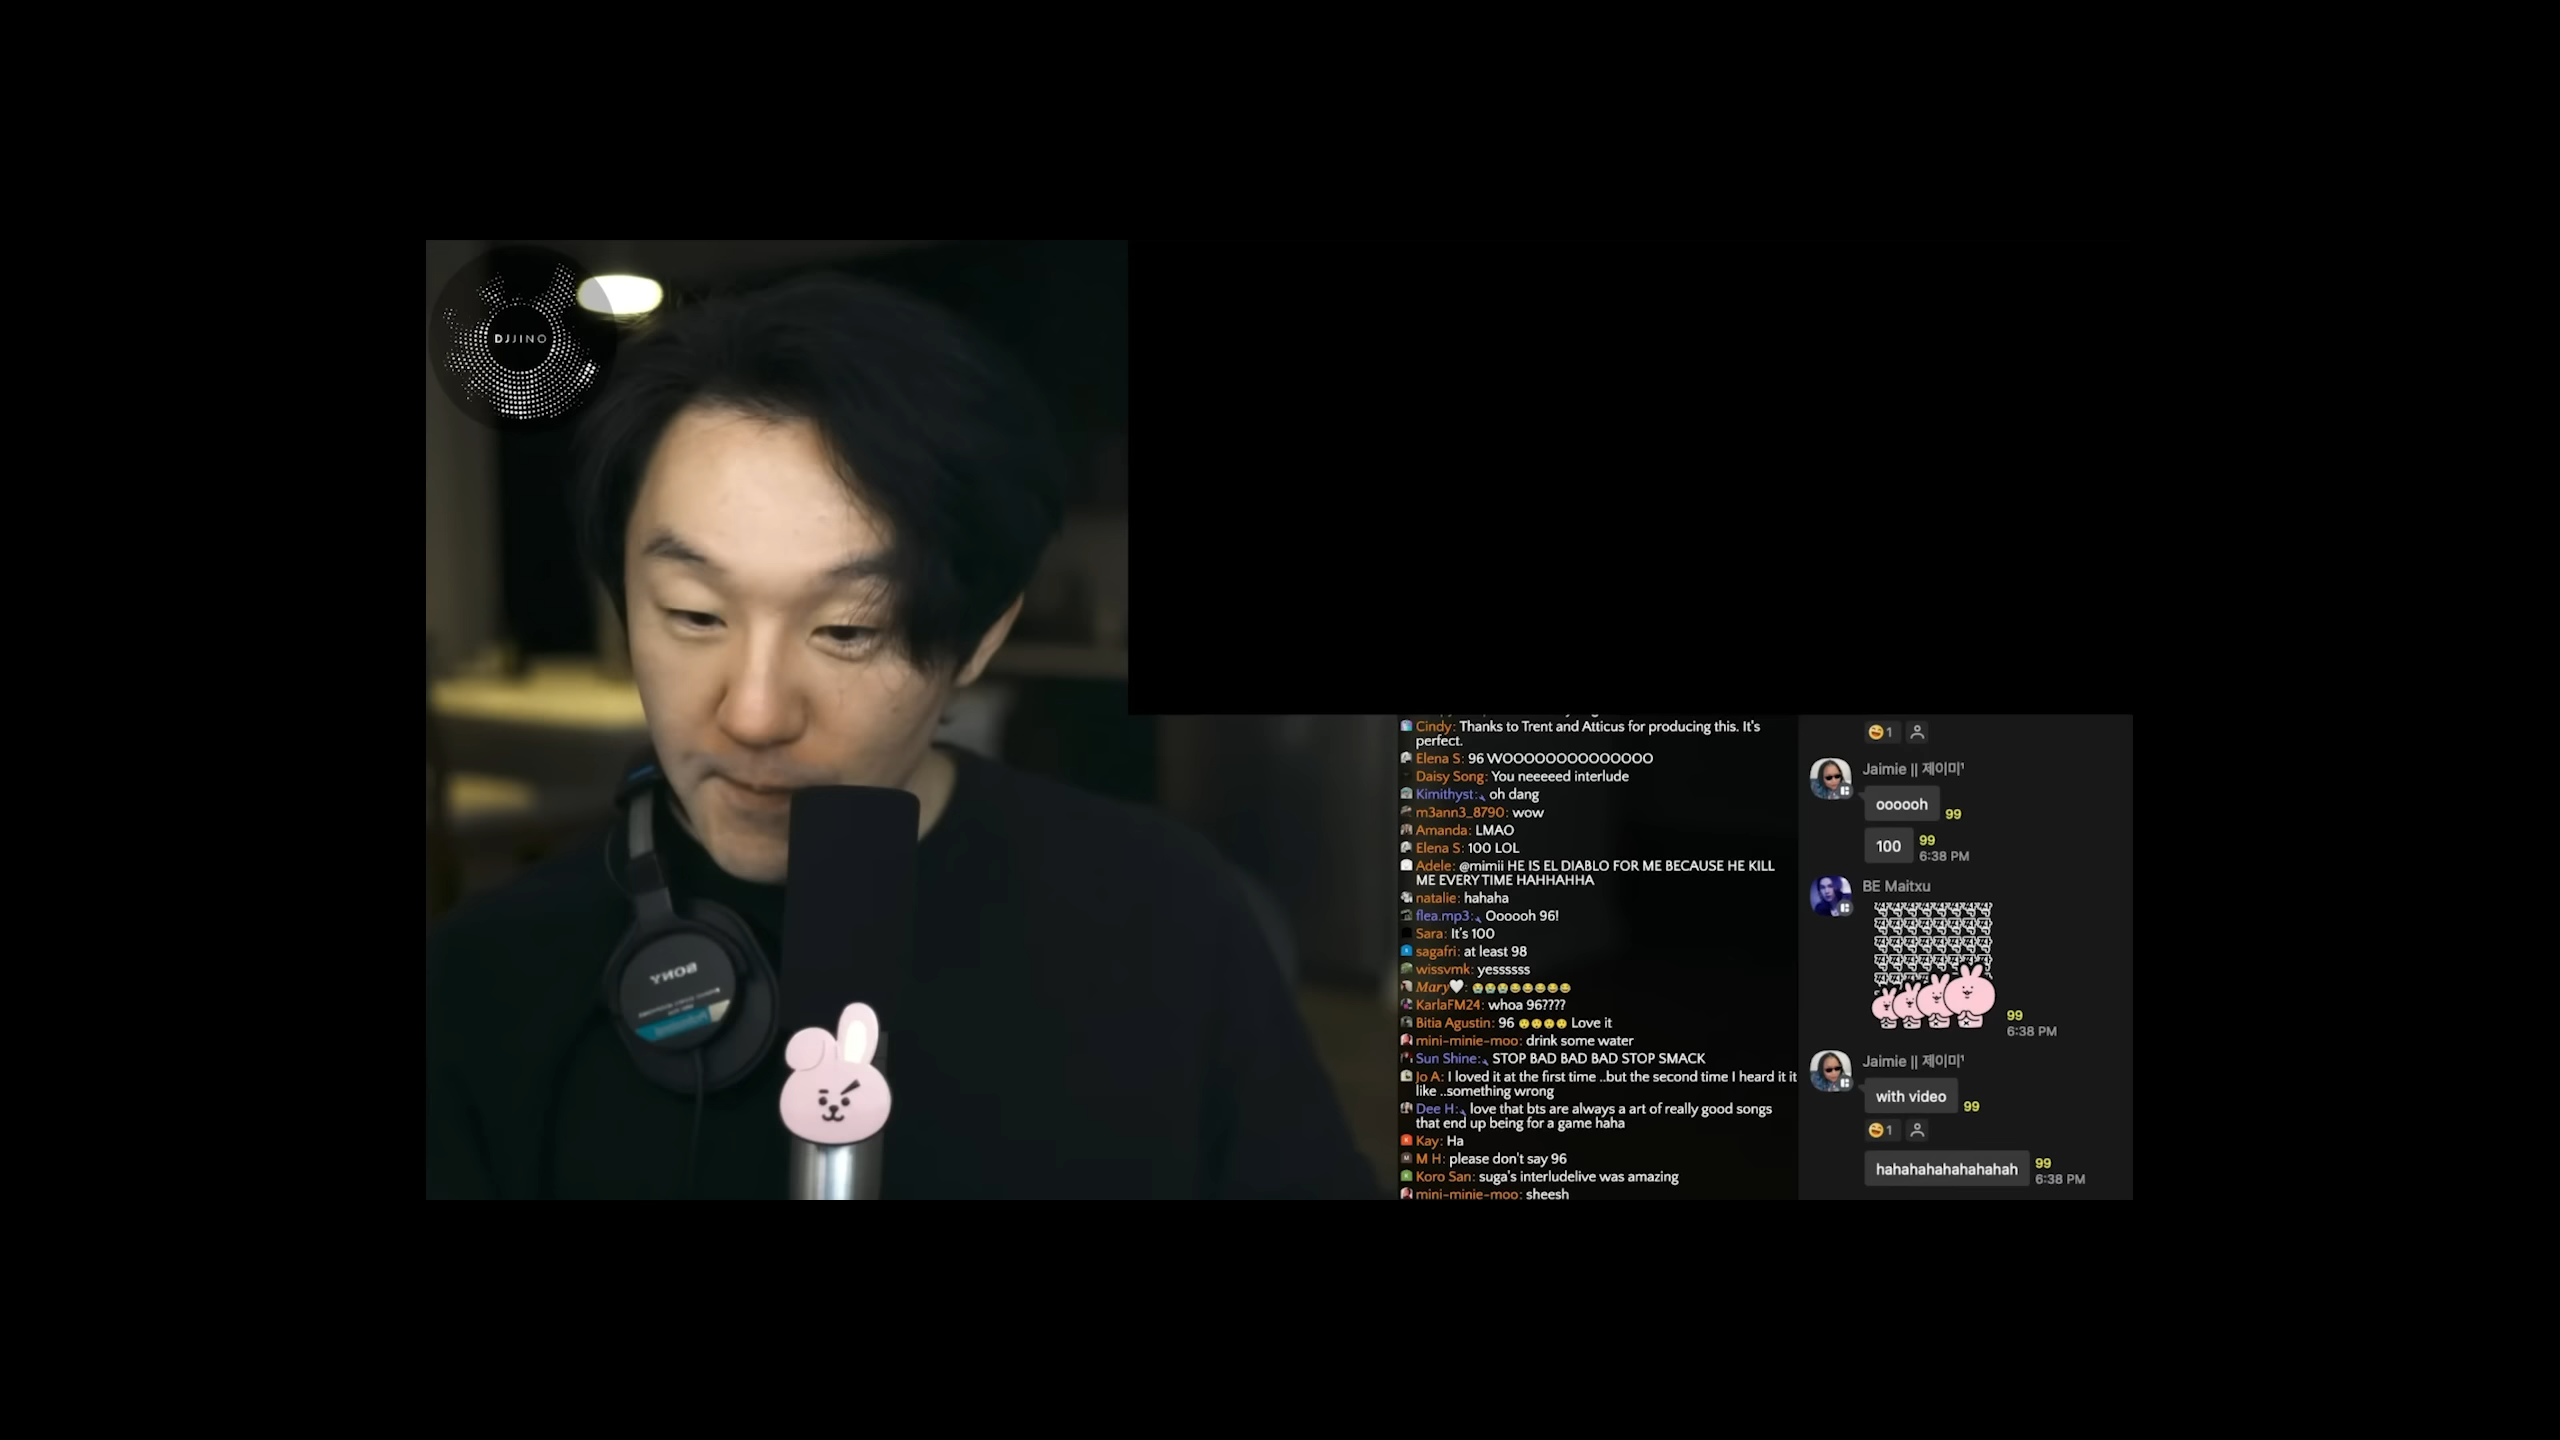 DJJINO
SONY
Cindy: Thanks to Trent and Atticus for producing this. It's
perfect.
Elena S: 96 WOOOOOOOOOOOOOO
Daisy Song: You neeeeed interlude
Kimithyst: oh dang
m3ann3_8790: wow
Amanda: LMAO
Elena S: 100 LOL
Adele: @mimii HE IS EL DIABLO FOR ME BECAUSE HE KILL
ME EVERY TIME HAHHAHHA
natalie: hahaha
flea.mp3: Oooooh 96!
Sara: It's 100
sagafri: at least 98
wissvmk: yessssss
Mary🤍: 😭😭😭😂😂😂😂😂
KarlaFM24: whoa 96????
Bitia Agustin: 96 😲😲😲😲 Love it
mini-minie-moo: drink some water
Sun Shine: STOP BAD BAD BAD STOP SMACK
Jo A: I loved it at the first time ..but the second time I heard it it
like ..something wrong
Dee H: love that bts are always a art of really good songs
that end up being for a game haha
Kay: Ha
M H: please don't say 96
Koro San: suga's interludelive was amazing
mini-minie-moo: sheesh
1
Jaimie || 제이미¹
oooooh 99
100 99
6:38 PM
BE Maitxu
99
6:38 PM
Jaimie || 제이미¹
with video 99
1
hahahahahahahahah 99
6:38 PM